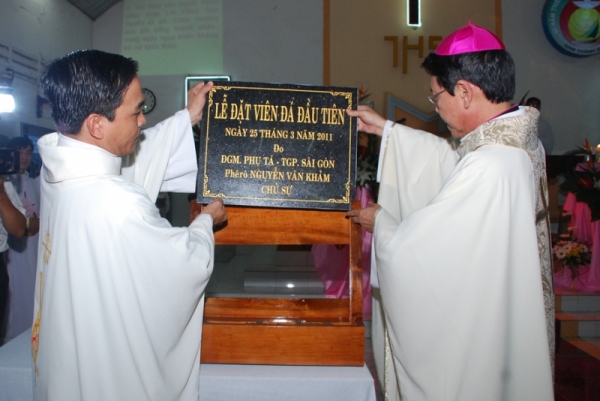 LỄ ĐẶT VIÊN ĐÁ ĐẦU TIÊN
NGÀY 25 THÁNG 3 NĂM 2011
Do
ĐGM. PHỤ TÁ - TGP. SÀI GÒN
Phêrô NGUYỄN VĂN KHẢM
CHỦ SỰ